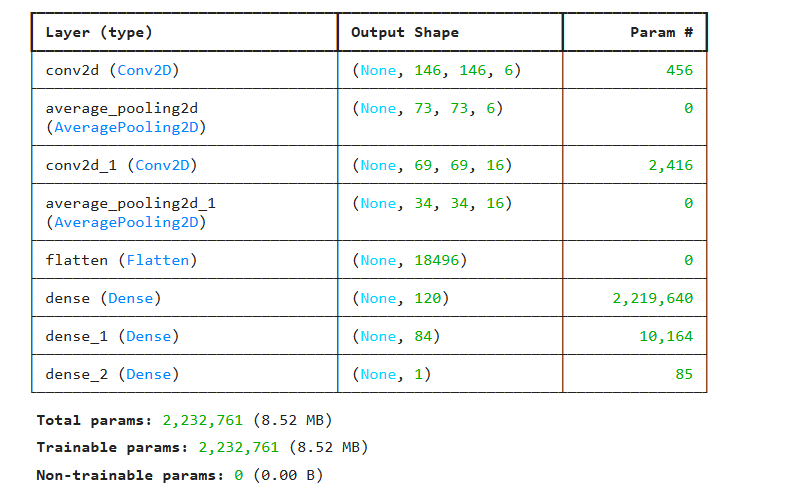 Layer (type) Output Shape Param #
conv2d (Conv2D) (None, 146, 146, 6) 456
average_pooling2d (None, 73, 73, 6) 0
(AveragePooling2D)
conv2d_1 (Conv2D) (None, 69, 69, 16) 2,416
average_pooling2d_1 (None, 34, 34, 16) 0
(AveragePooling2D)
flatten (Flatten) (None, 18496) 0
dense (Dense) (None, 120) 2,219,640
dense_1 (Dense) (None, 84) 10,164
dense_2 (Dense) (None, 1) 85
Total params: 2,232,761 (8.52 MB)
Trainable params: 2,232,761 (8.52 MB)
Non-trainable params: 0 (0.00 B)